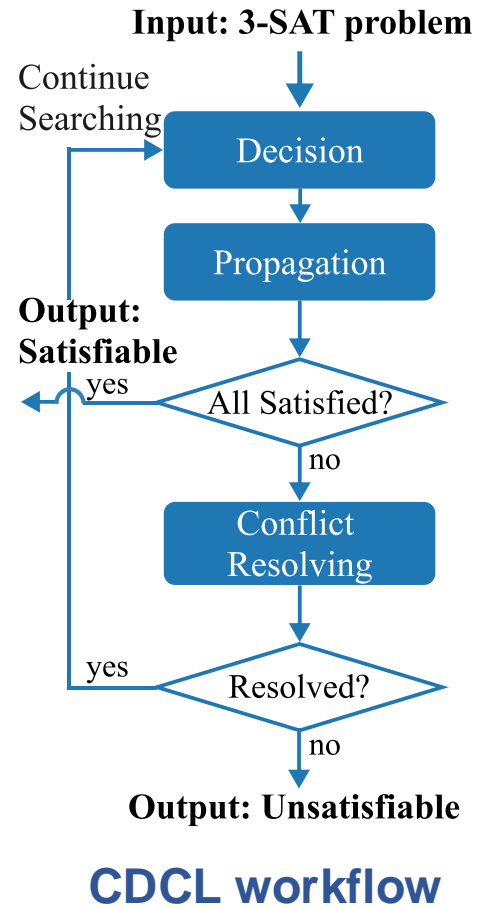 Input: 3-SAT problem
Continue
Searching
Decision
Propagation
Output:
Satisfiable
yes
All Satisfied?
no
Conflict
Resolving
yes
Resolved?
no
Output: Unsatisfiable
CDCL workflow